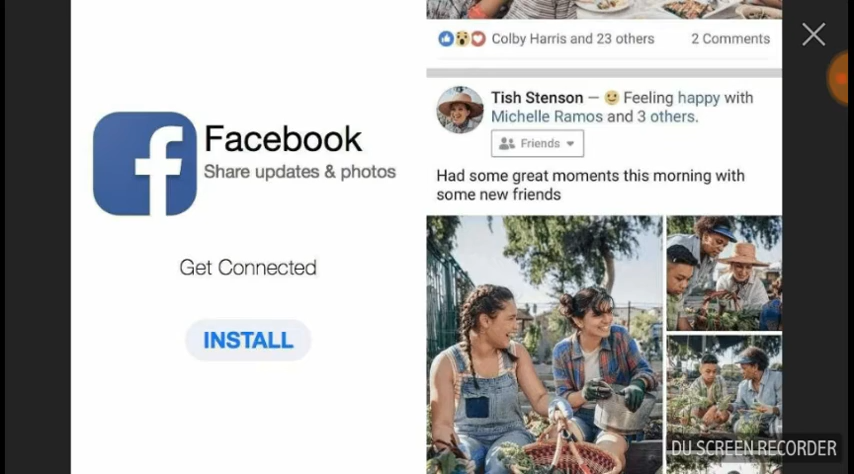 Facebook
Share updates & photos
Get Connected
INSTALL
Colby Harris and 23 others 2 Comments
Tish Stenson — Feeling happy with
Michelle Ramos and 3 others.
Friends
Had some great moments this morning with
some new friends
DU SCREEN RECORDER